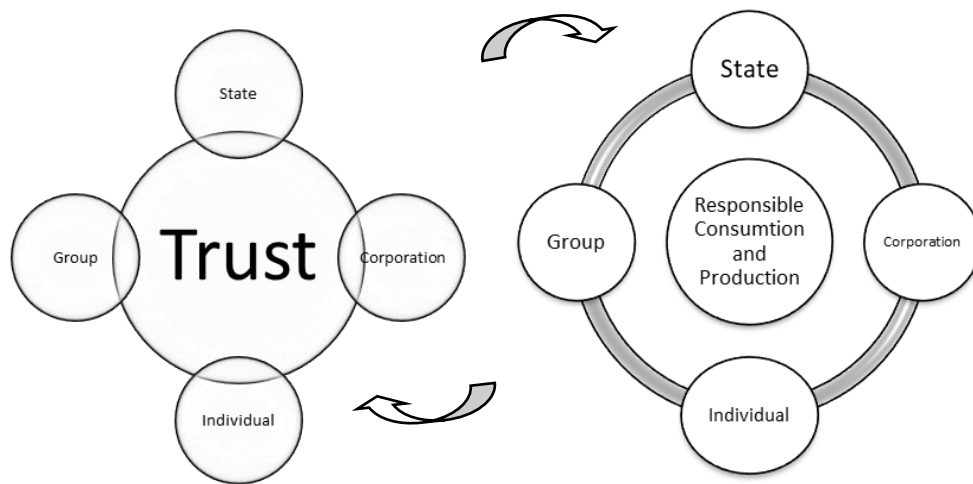 State
Group
Trust
Corporation
Individual
State
Group
Responsible
Consumtion
and
Production
Corporation
Individual